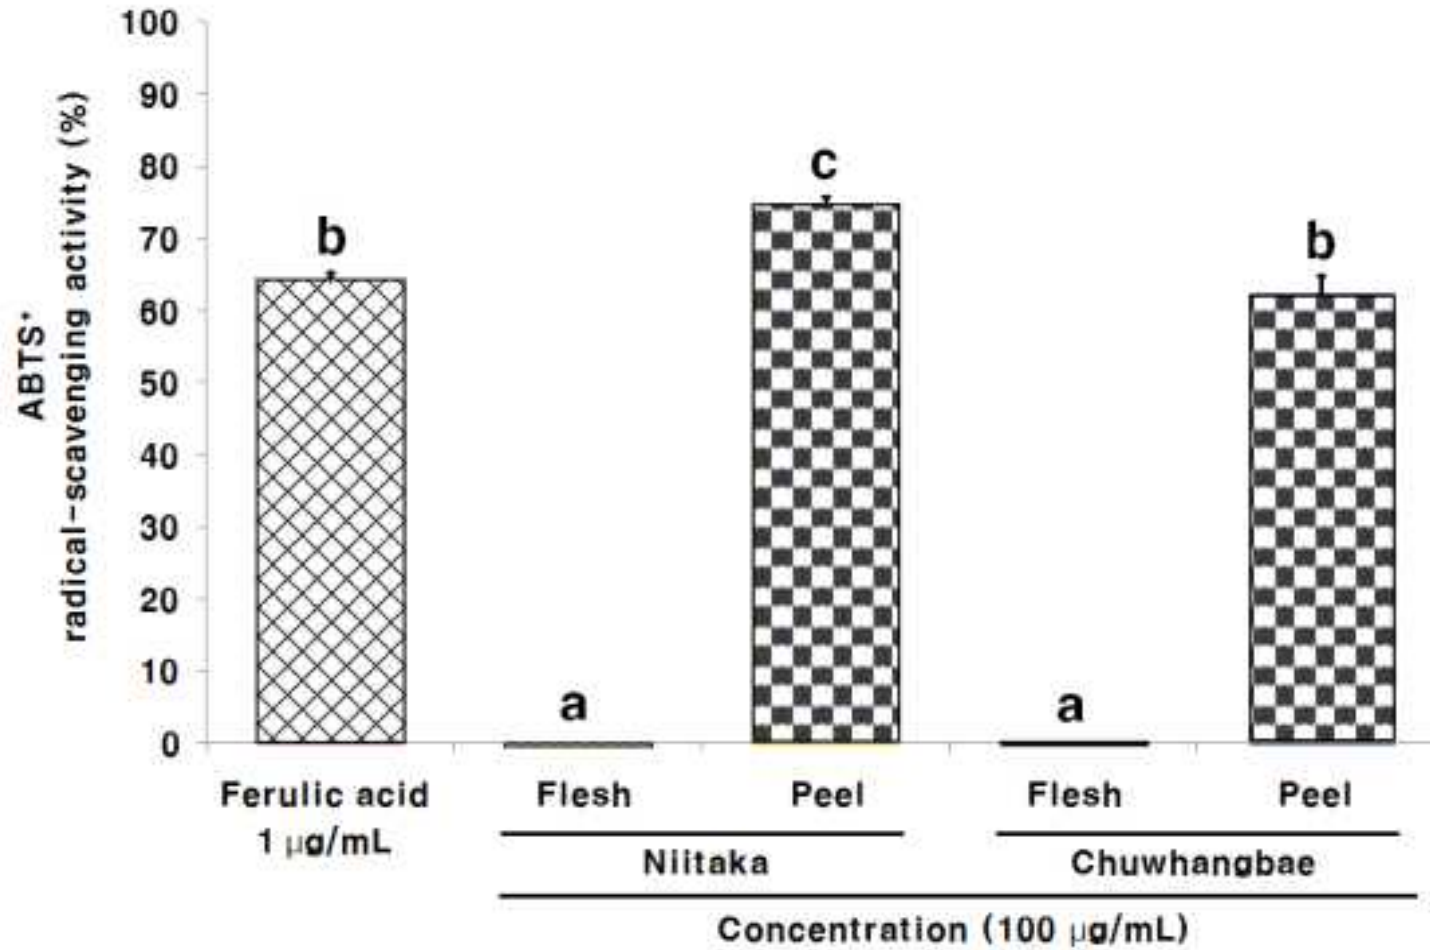 ABTS⁺
radical-scavenging activity (%)
100
90
80
70
60
50
40
30
20
10
0
b
a
c
a
b
Ferulic acid
1 μg/mL
Flesh
Peel
Flesh
Peel
Niitaka
Chuwhangbae
Concentration (100 μg/mL)